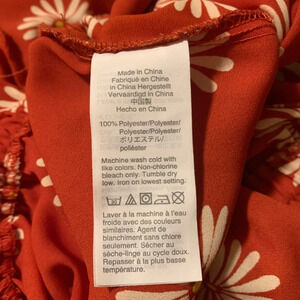 Made in China
Fabriqué en Chine
in China Hergestellt
Vervaardigd in China
中国製
Hecho en China
100% Polyester/Polyester/
Polyester/Polyester/
ポリエステル/
poliéster
Machine wash cold with
like colors. Non-chlorine
bleach only. Tumble dry
low. Iron on lowest setting.
Laver à la machine à l'eau
froide avec des couleurs
similaires. Agent de
blanchiment sans chlore
seulement. Sécher au
sèche-linge au cycle doux.
Repasser à la plus basse
température.